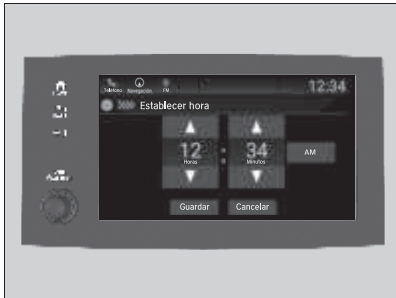 Teléfono Navegación FM 12:34
Establecer hora
12 : 34 AM
Horas Minutos
Guardar Cancelar